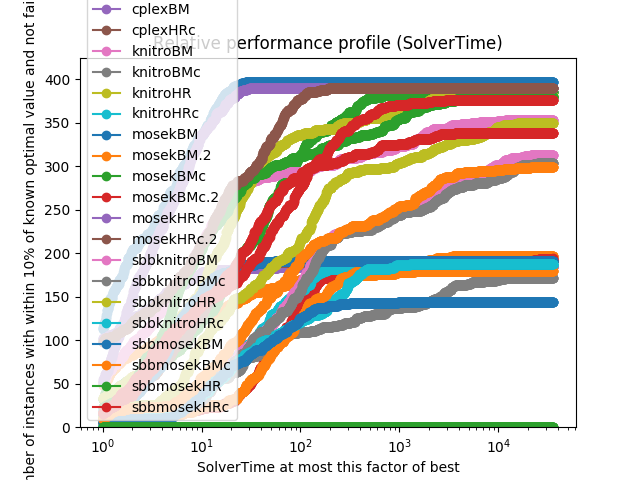 Relative performance profile (SolverTime)
mber of instances with within 10% of known optimal value and not fai
400
350
300
250
200
150
100
50
0
10⁰
10¹
10²
10³
10⁴
SolverTime at most this factor of best
cplexBM
cplexHRc
knitroBM
knitroBMc
knitroHR
knitroHRc
mosekBM
mosekBM.2
mosekBMc
mosekBMc.2
mosekHRc
mosekHRc.2
sbbknitroBM
sbbknitroBMc
sbbknitroHR
sbbknitroHRc
sbbmosekBM
sbbmosekBMc
sbbmosekHR
sbbmosekHRc